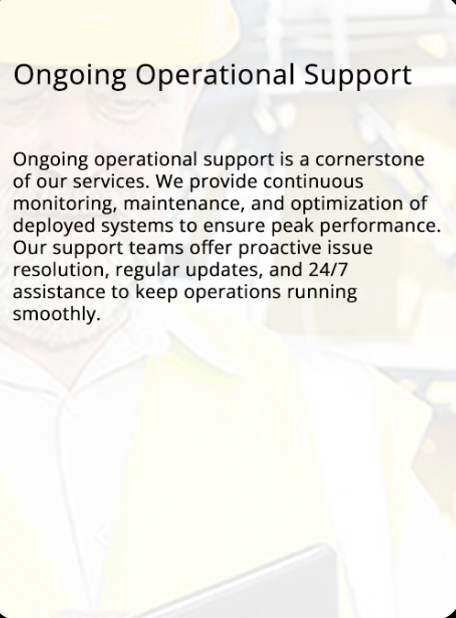 Ongoing Operational Support
Ongoing operational support is a cornerstone
of our services. We provide continuous
monitoring, maintenance, and optimization of
deployed systems to ensure peak performance.
Our support teams offer proactive issue
resolution, regular updates, and 24/7
assistance to keep operations running
smoothly.